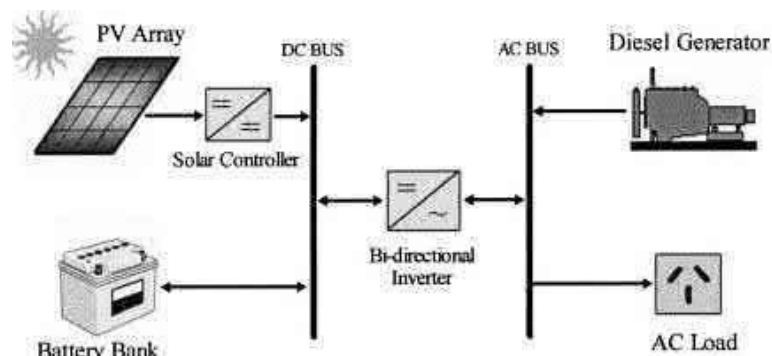 PV Array
DC BUS
AC BUS
Diesel Generator
Solar Controller
Bi-directional
Inverter
Battery Bank
AC Load